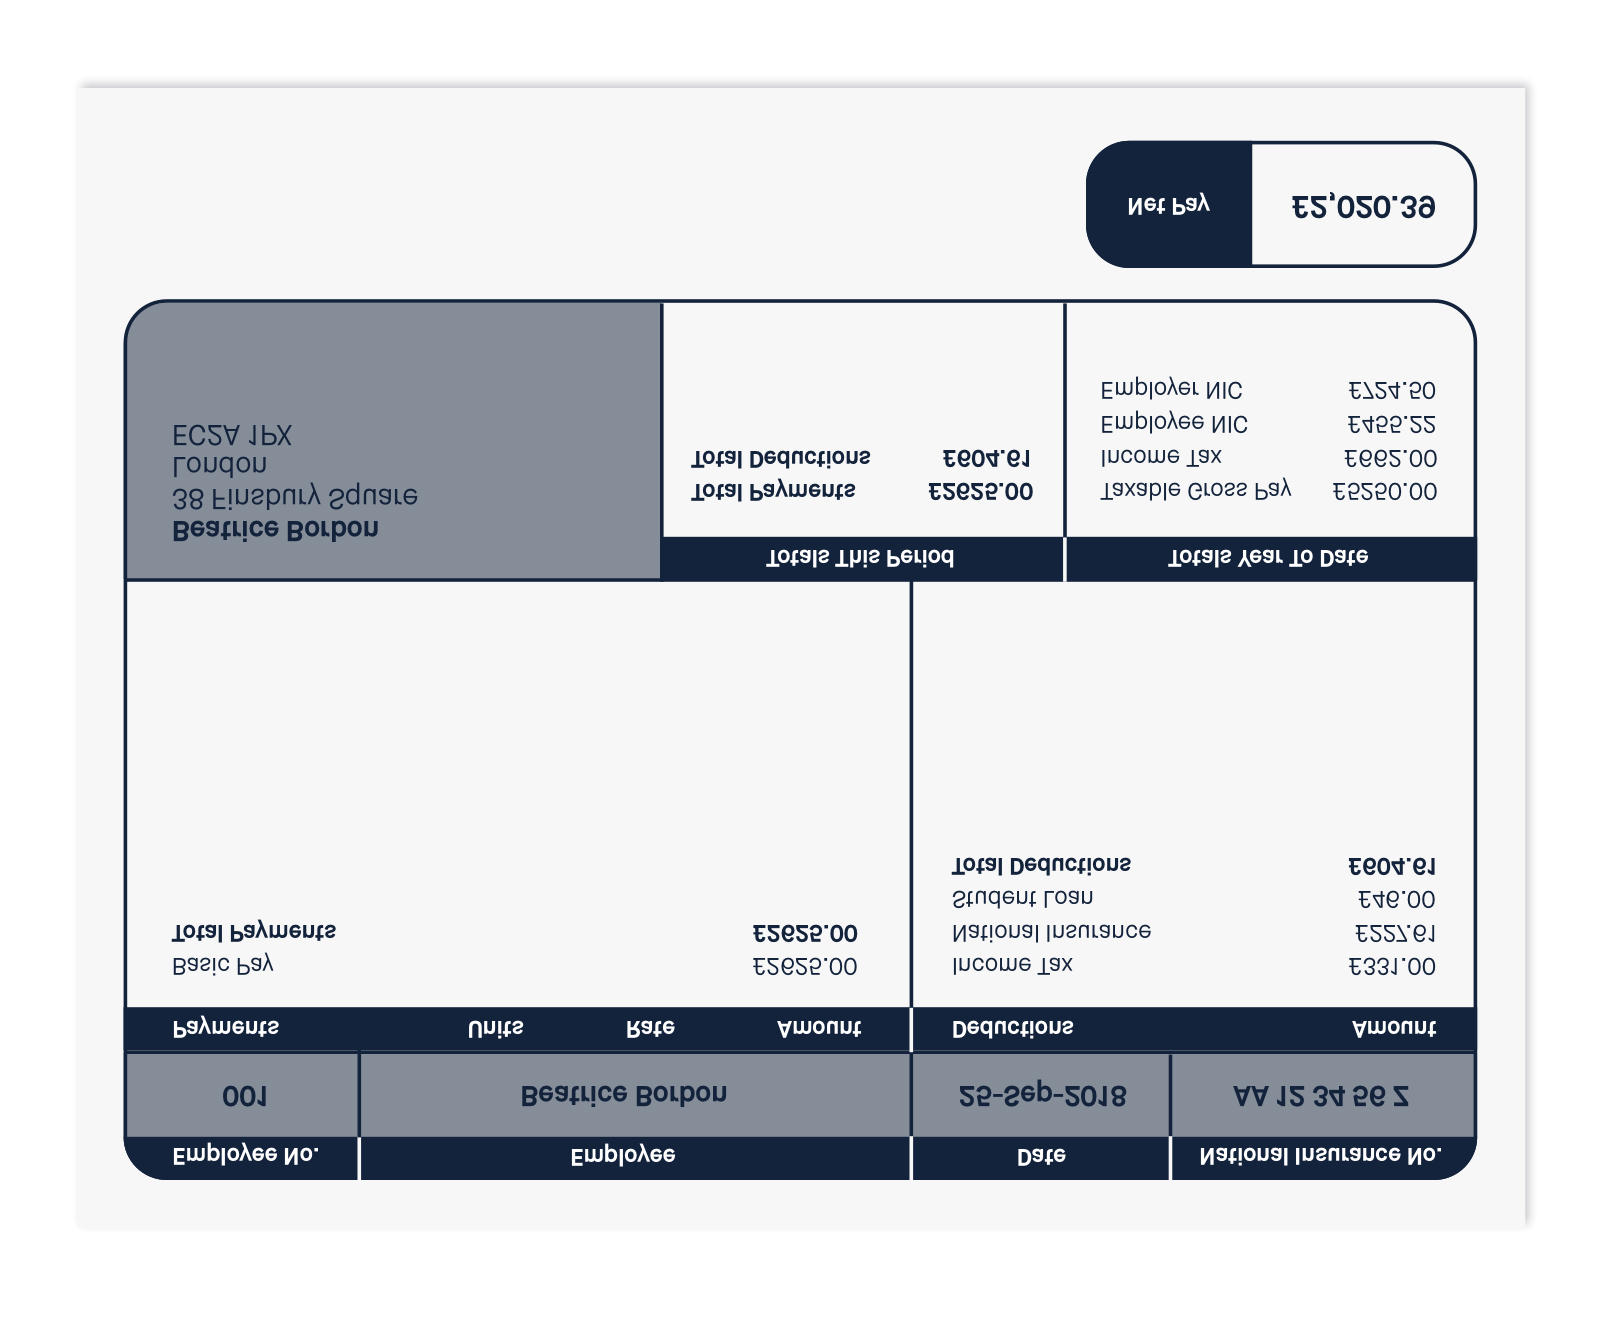 Employee No. Employee Date National Insurance No.
001 Beatrice Borbon 25-Sep-2018 AA 12 34 56 Z
Payments Units Rate Amount Deductions Amount
Basic Pay £2625.00 Income Tax £331.00
Total Payments £2625.00 National Insurance £227.61
Student Loan £46.00
Total Deductions £604.61
Totals This Period Totals Year To Date
Beatrice Borbon
38 Finsbury Square
London
EC2A 1PX
Total Payments £2625.00
Total Deductions £604.61
Taxable Gross Pay £5250.00
Income Tax £662.00
Employee NIC £455.22
Employer NIC £724.50
Net Pay £2,020.39